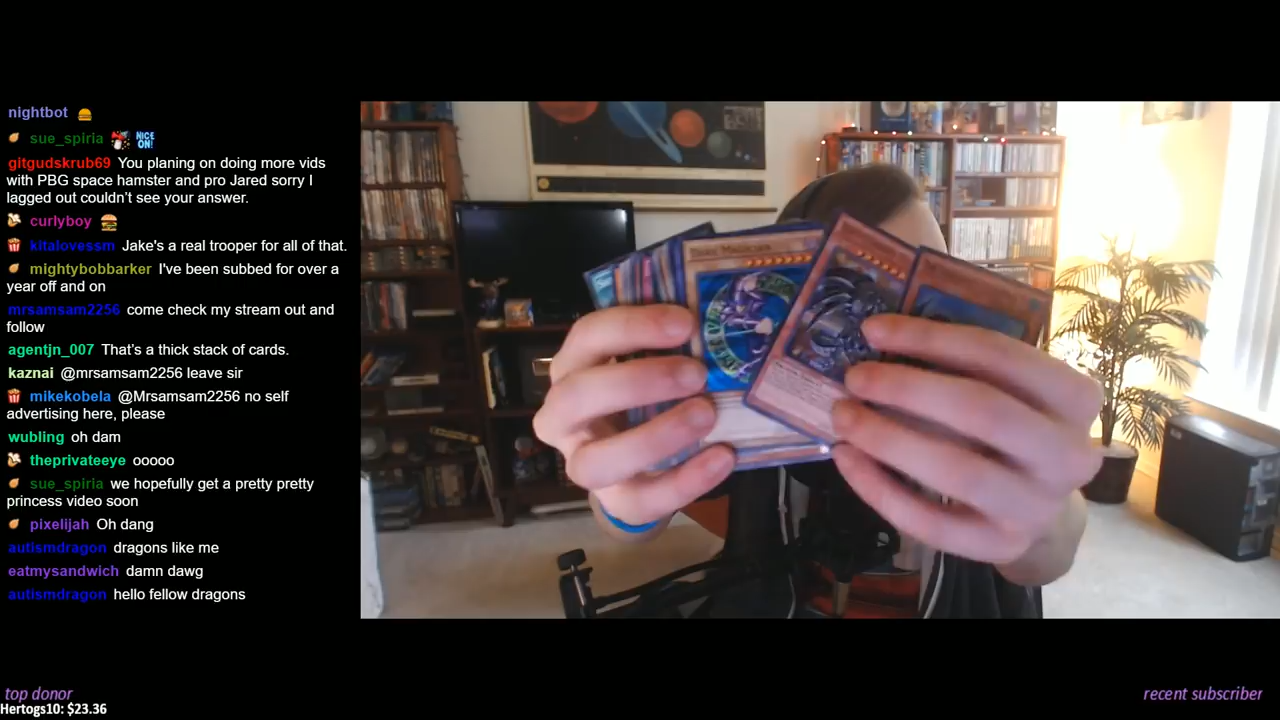 nightbot
sue_spiria NICE ON!
gitgudskrub69 You planing on doing more vids
with PBG space hamster and pro Jared sorry I
lagged out couldn't see your answer.
curlyboy
kitalovessm Jake's a real trooper for all of that.
mightybobbarker I've been subbed for over a
year off and on
mrsamsam2256 come check my stream out and
follow
agentjn_007 That's a thick stack of cards.
kaznai @mrsamsam2256 leave sir
mikekobela @Mrsamsam2256 no self
advertising here, please
wubling oh dam
theprivateeye ooooo
sue_spiria we hopefully get a pretty pretty
princess video soon
pixelijah Oh dang
autismdragon dragons like me
eatmysandwich damn dawg
autismdragon hello fellow dragons
Dark Magician
top donor
Hertogs10: $23.36
recent subscriber